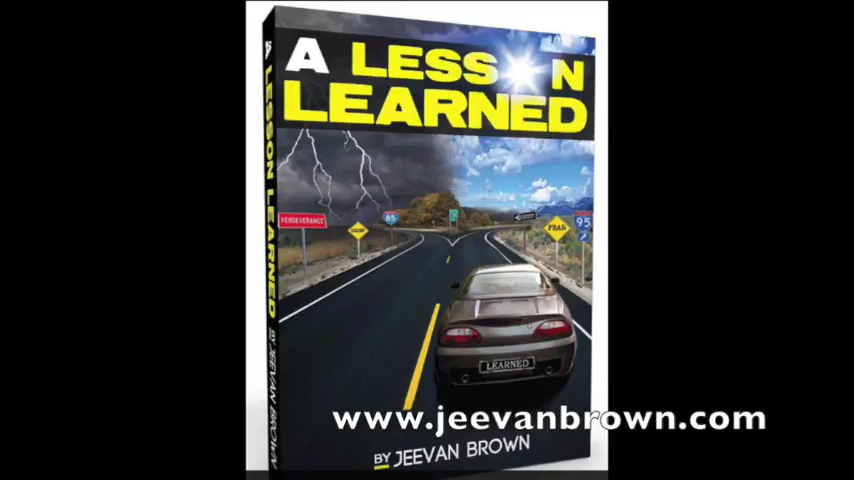 A LESSON
LEARNED
A LESSON LEARNED BY JEEVAN BROWN
PERSEVERANCE
85
FEAR
95
LEARNED
www.jeevanbrown.com
BY JEEVAN BROWN